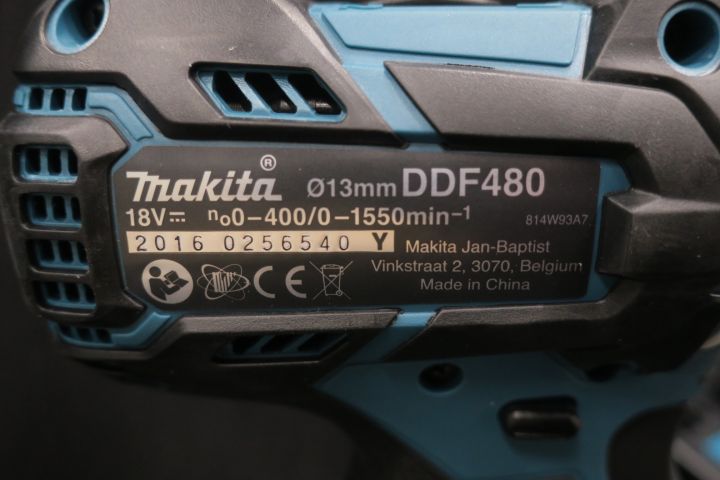 makita® Ø13mm DDF480
18V⎓ n₀0-400/0-1550min⁻¹ 814W93A7
2016 0256540 Y
Makita Jan-Baptist
Vinkstraat 2, 3070, Belgium
Made in China
CE